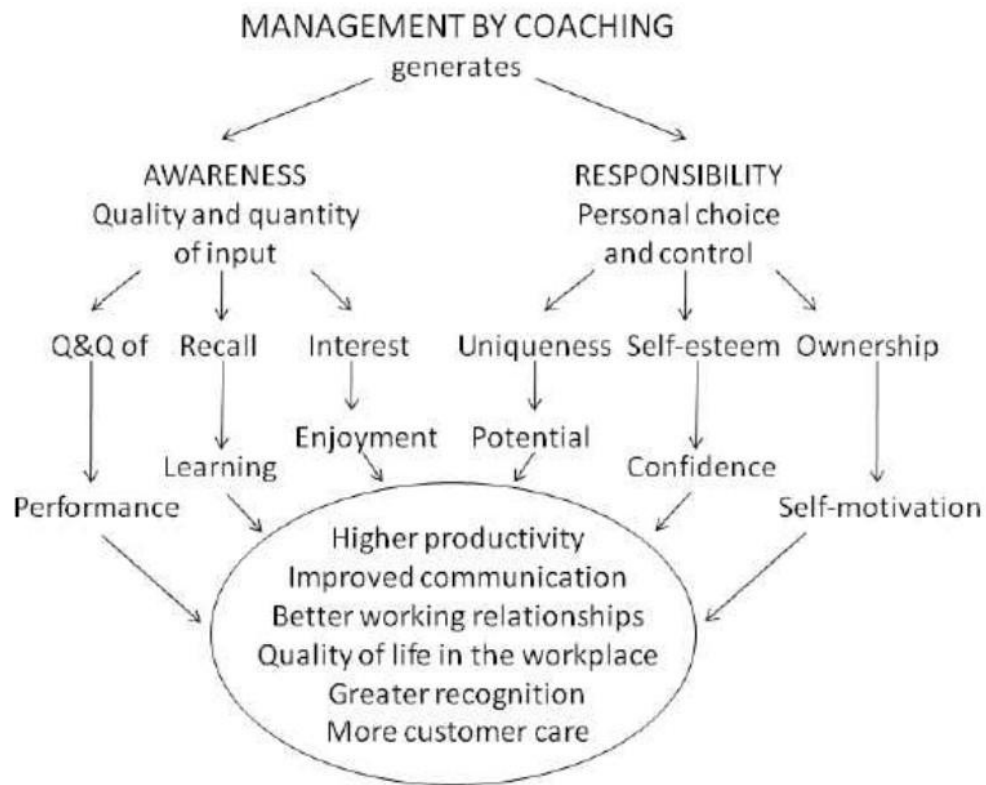 MANAGEMENT BY COACHING
generates
AWARENESS
Quality and quantity
of input
RESPONSIBILITY
Personal choice
and control
Q&Q of
Recall
Interest
Uniqueness
Self-esteem
Ownership
Enjoyment
Potential
Learning
Confidence
Performance
Self-motivation
Higher productivity
Improved communication
Better working relationships
Quality of life in the workplace
Greater recognition
More customer care